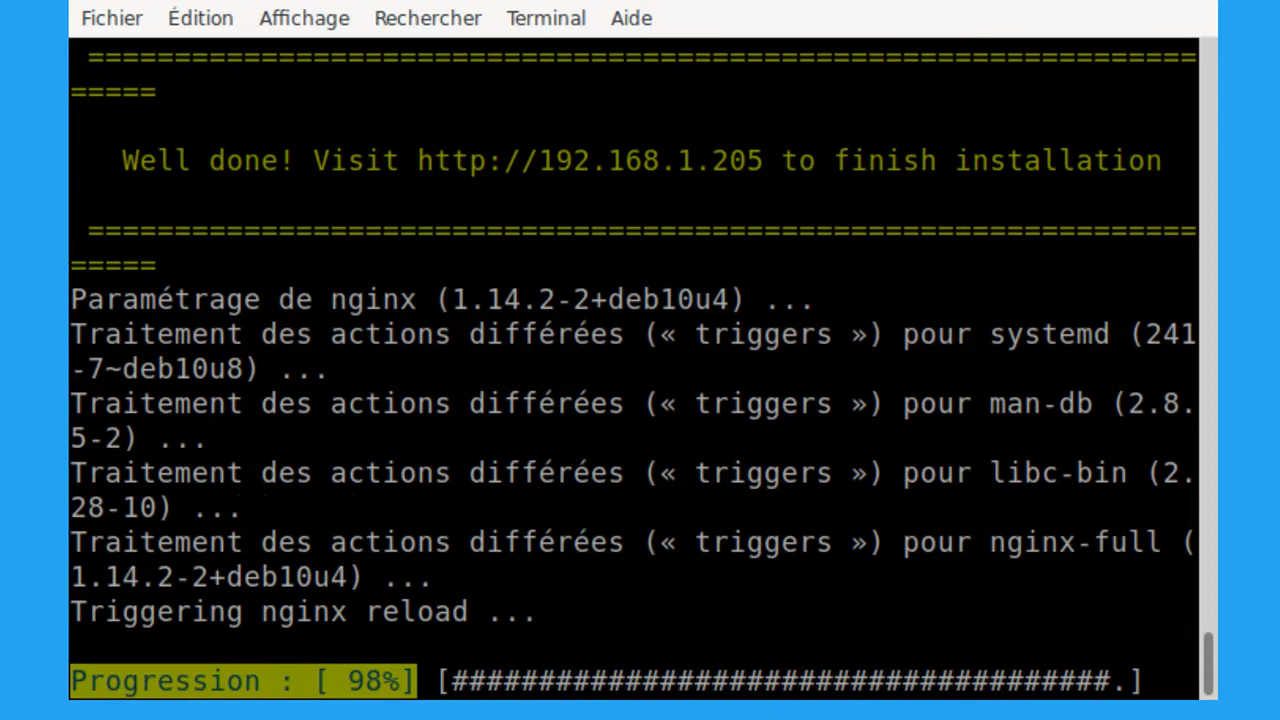 Fichier Édition Affichage Rechercher Terminal Aide
================================================================
=====
Well done! Visit http://192.168.1.205 to finish installation
================================================================
=====
Paramétrage de nginx (1.14.2-2+deb10u4) ...
Traitement des actions différées (« triggers ») pour systemd (241
-7~deb10u8) ...
Traitement des actions différées (« triggers ») pour man-db (2.8.
5-2) ...
Traitement des actions différées (« triggers ») pour libc-bin (2.
28-10) ...
Traitement des actions différées (« triggers ») pour nginx-full (
1.14.2-2+deb10u4) ...
Triggering nginx reload ...
Progression : [ 98%] [######################################.]